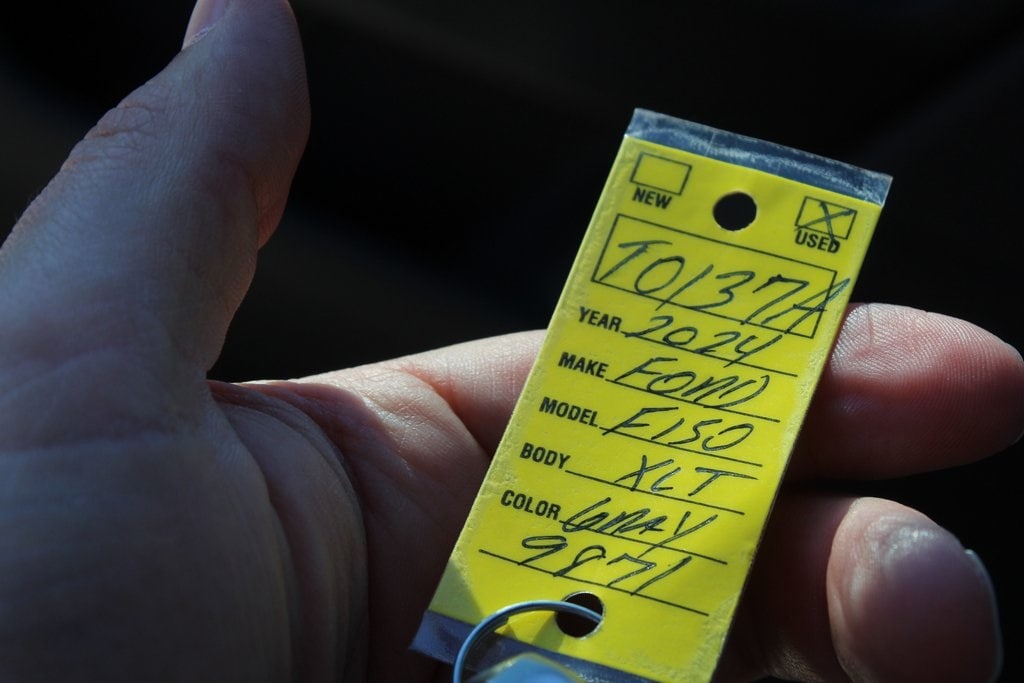 NEW USED
T0137A
YEAR 2024
MAKE FORD
MODEL F150
BODY XLT
COLOR GRAY
9871